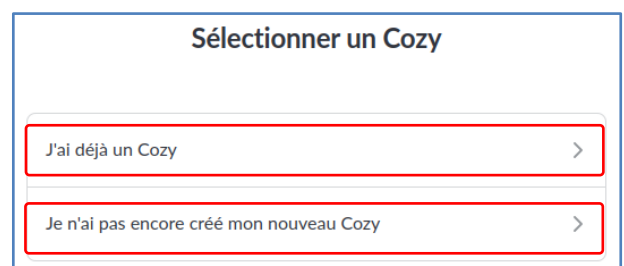 Sélectionner un Cozy
J'ai déjà un Cozy
Je n'ai pas encore créé mon nouveau Cozy